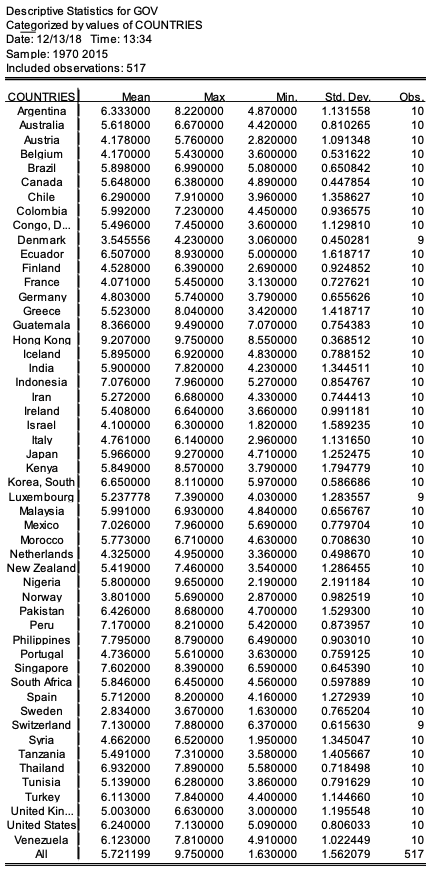 Descriptive Statistics for GOV
Categorized by values of COUNTRIES
Date: 12/13/18 Time: 13:34
Sample: 1970 2015
Included observations: 517
COUNTRIES Mean Max Min. Std. Dev. Obs.
Argentina 6.333000 8.220000 4.870000 1.131558 10
Australia 5.618000 6.670000 4.420000 0.810265 10
Austria 4.178000 5.760000 2.820000 1.091348 10
Belgium 4.170000 5.430000 3.600000 0.531622 10
Brazil 5.898000 6.990000 5.080000 0.650842 10
Canada 5.648000 6.380000 4.890000 0.447854 10
Chile 6.290000 7.910000 3.960000 1.358627 10
Colombia 5.992000 7.230000 4.450000 0.936575 10
Congo, D... 5.496000 7.450000 3.600000 1.129810 10
Denmark 3.545556 4.230000 3.060000 0.450281 9
Ecuador 6.507000 8.930000 5.000000 1.618717 10
Finland 4.528000 6.390000 2.690000 0.924852 10
France 4.071000 5.450000 3.130000 0.727621 10
Germany 4.803000 5.740000 3.790000 0.655626 10
Greece 5.523000 8.040000 3.420000 1.418717 10
Guatemala 8.366000 9.490000 7.070000 0.754383 10
Hong Kong 9.207000 9.750000 8.550000 0.368512 10
Iceland 5.895000 6.920000 4.830000 0.788152 10
India 5.900000 7.820000 4.230000 1.344511 10
Indonesia 7.076000 7.960000 5.270000 0.854767 10
Iran 5.272000 6.680000 4.330000 0.744413 10
Ireland 5.408000 6.640000 3.660000 0.991181 10
Israel 4.100000 6.300000 1.820000 1.589235 10
Italy 4.761000 6.140000 2.960000 1.131650 10
Japan 5.966000 9.270000 4.710000 1.252475 10
Kenya 5.849000 8.570000 3.790000 1.794779 10
Korea, South 6.650000 8.110000 5.970000 0.586686 10
Luxembourg 5.237778 7.390000 4.030000 1.283557 9
Malaysia 5.991000 6.930000 4.840000 0.656767 10
Mexico 7.026000 7.960000 5.690000 0.779704 10
Morocco 5.773000 6.710000 4.630000 0.708630 10
Netherlands 4.325000 4.950000 3.360000 0.498670 10
New Zealand 5.419000 7.460000 3.540000 1.286455 10
Nigeria 5.800000 9.650000 2.190000 2.191184 10
Norway 3.801000 5.690000 2.870000 0.982519 10
Pakistan 6.426000 8.680000 4.700000 1.529300 10
Peru 7.170000 8.210000 5.420000 0.873957 10
Philippines 7.795000 8.790000 6.490000 0.903010 10
Portugal 4.736000 5.610000 3.630000 0.759125 10
Singapore 7.602000 8.390000 6.590000 0.645390 10
South Africa 5.846000 6.450000 4.560000 0.597889 10
Spain 5.712000 8.200000 4.160000 1.272939 10
Sweden 2.834000 3.670000 1.630000 0.765204 10
Switzerland 7.130000 7.880000 6.370000 0.615630 9
Syria 4.662000 6.520000 1.950000 1.345047 10
Tanzania 5.491000 7.310000 3.580000 1.405667 10
Thailand 6.932000 7.890000 5.580000 0.718498 10
Tunisia 5.139000 6.280000 3.860000 0.791629 10
Turkey 6.113000 7.840000 4.400000 1.144660 10
United Kin... 5.003000 6.630000 3.000000 1.195548 10
United States 6.240000 7.130000 5.090000 0.806033 10
Venezuela 6.123000 7.810000 4.910000 1.022449 10
All 5.721199 9.750000 1.630000 1.562079 517